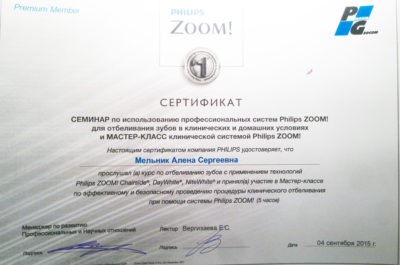 Premium Member
PHILIPS
ZOOM!
PG
SOCOM
#1
СЕРТИФИКАТ
СЕМИНАР по использованию профессиональных систем Philips ZOOM!
для отбеливания зубов в клинических и домашних условиях
и МАСТЕР-КЛАСС клинической системой Philips ZOOM!
Настоящим сертификатом компания PHILIPS удостоверяет, что
Мельник Алена Сергеевна
прослушал (а) курс по отбеливанию зубов с применением технологий
Philips ZOOM! Chairside®, DayWhite®, NiteWhite® и принял(а) участие в Мастер-классе
по эффективному и безопасному проведению процедуры клинического отбеливания
при помощи системы Philips ZOOM! (5 часов)
Менеджер по развитию
Профессиональных и Научных отношений
Лектор Вергизаева Е.С.
Подпись
Подпись
Дата 04 сентября 2015 г.